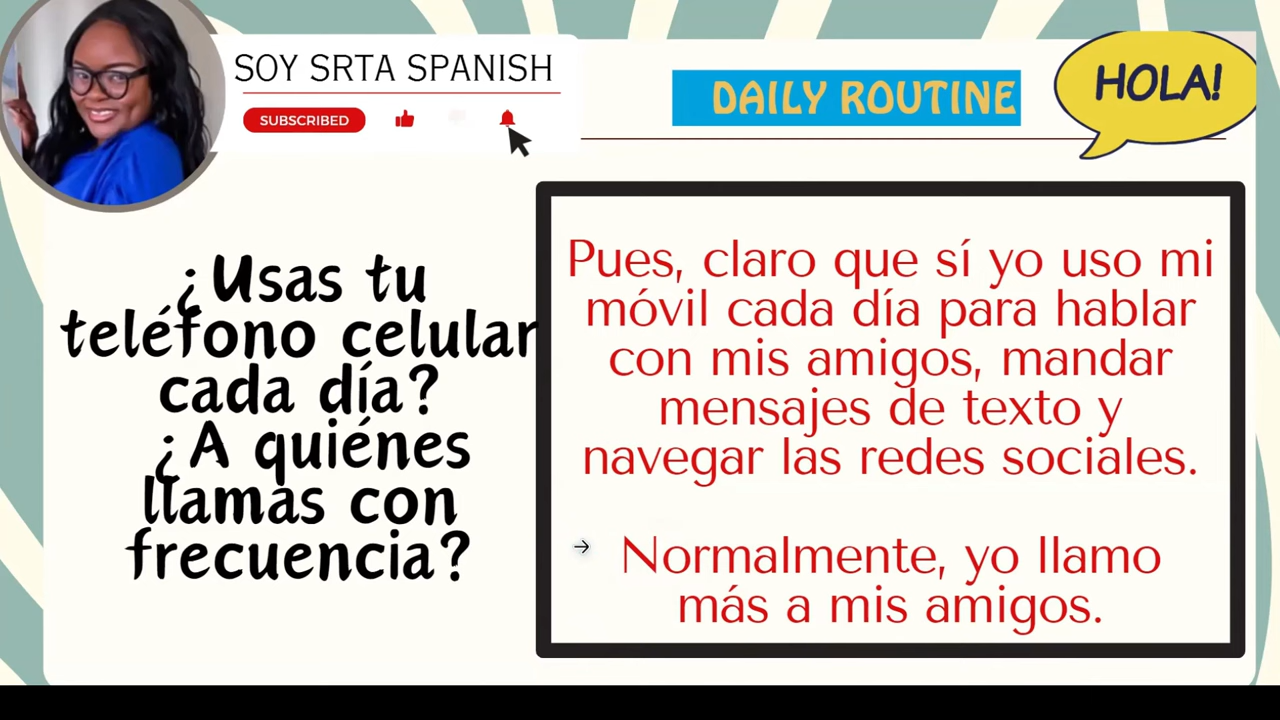 SOY SRTA SPANISH
SUBSCRIBED
DAILY ROUTINE
HOLA!
¿Usas tu
teléfono celular
cada día?
¿A quiénes
llamas con
frecuencia?
Pues, claro que sí yo uso mi
móvil cada día para hablar
con mis amigos, mandar
mensajes de texto y
navegar las redes sociales.
Normalmente, yo llamo
más a mis amigos.